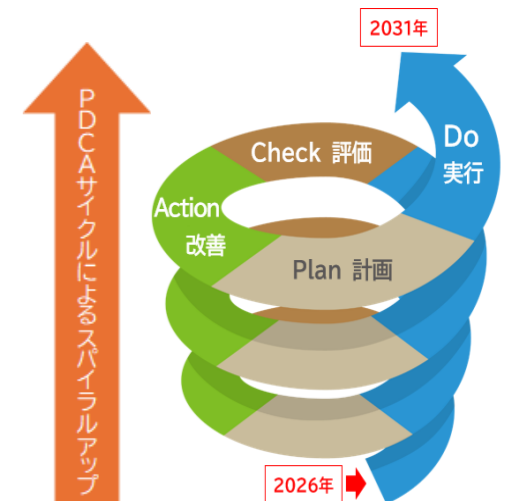 2031年
PDCAサイクルによるスパイラルアップ
Check 評価
Do
実行
Action
改善
Plan 計画
2026年